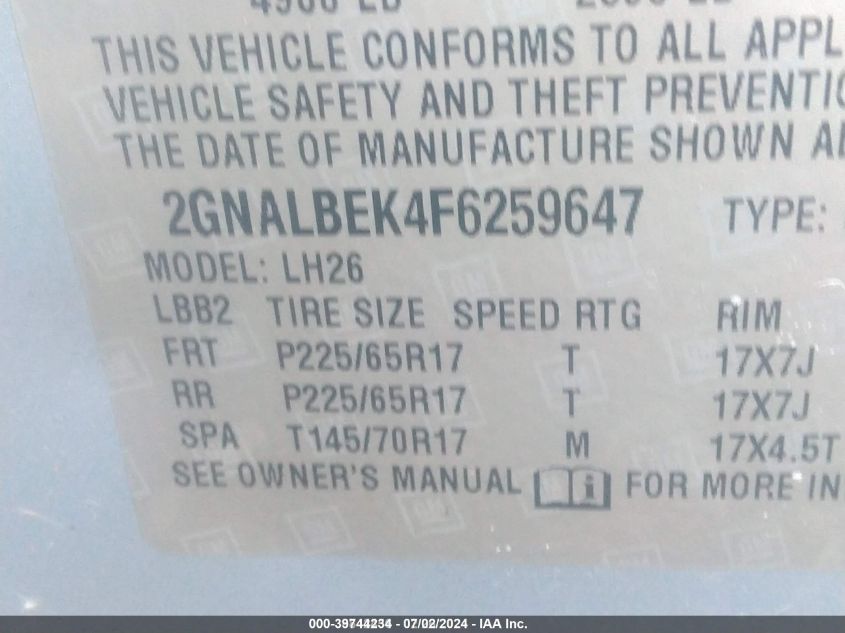 THIS VEHICLE CONFORMS TO ALL APPL
VEHICLE SAFETY AND THEFT PREVENTIO
THE DATE OF MANUFACTURE SHOWN A
2GNALBEK4F6259647 TYPE:
MODEL: LH26
LBB2 TIRE SIZE SPEED RTG RIM
FRT P225/65R17 T 17X7J
RR P225/65R17 T 17X7J
SPA T145/70R17 M 17X4.5T
SEE OWNER'S MANUAL i FOR MORE IN
000-39744234 - 07/02/2024 - IAAI, Inc.